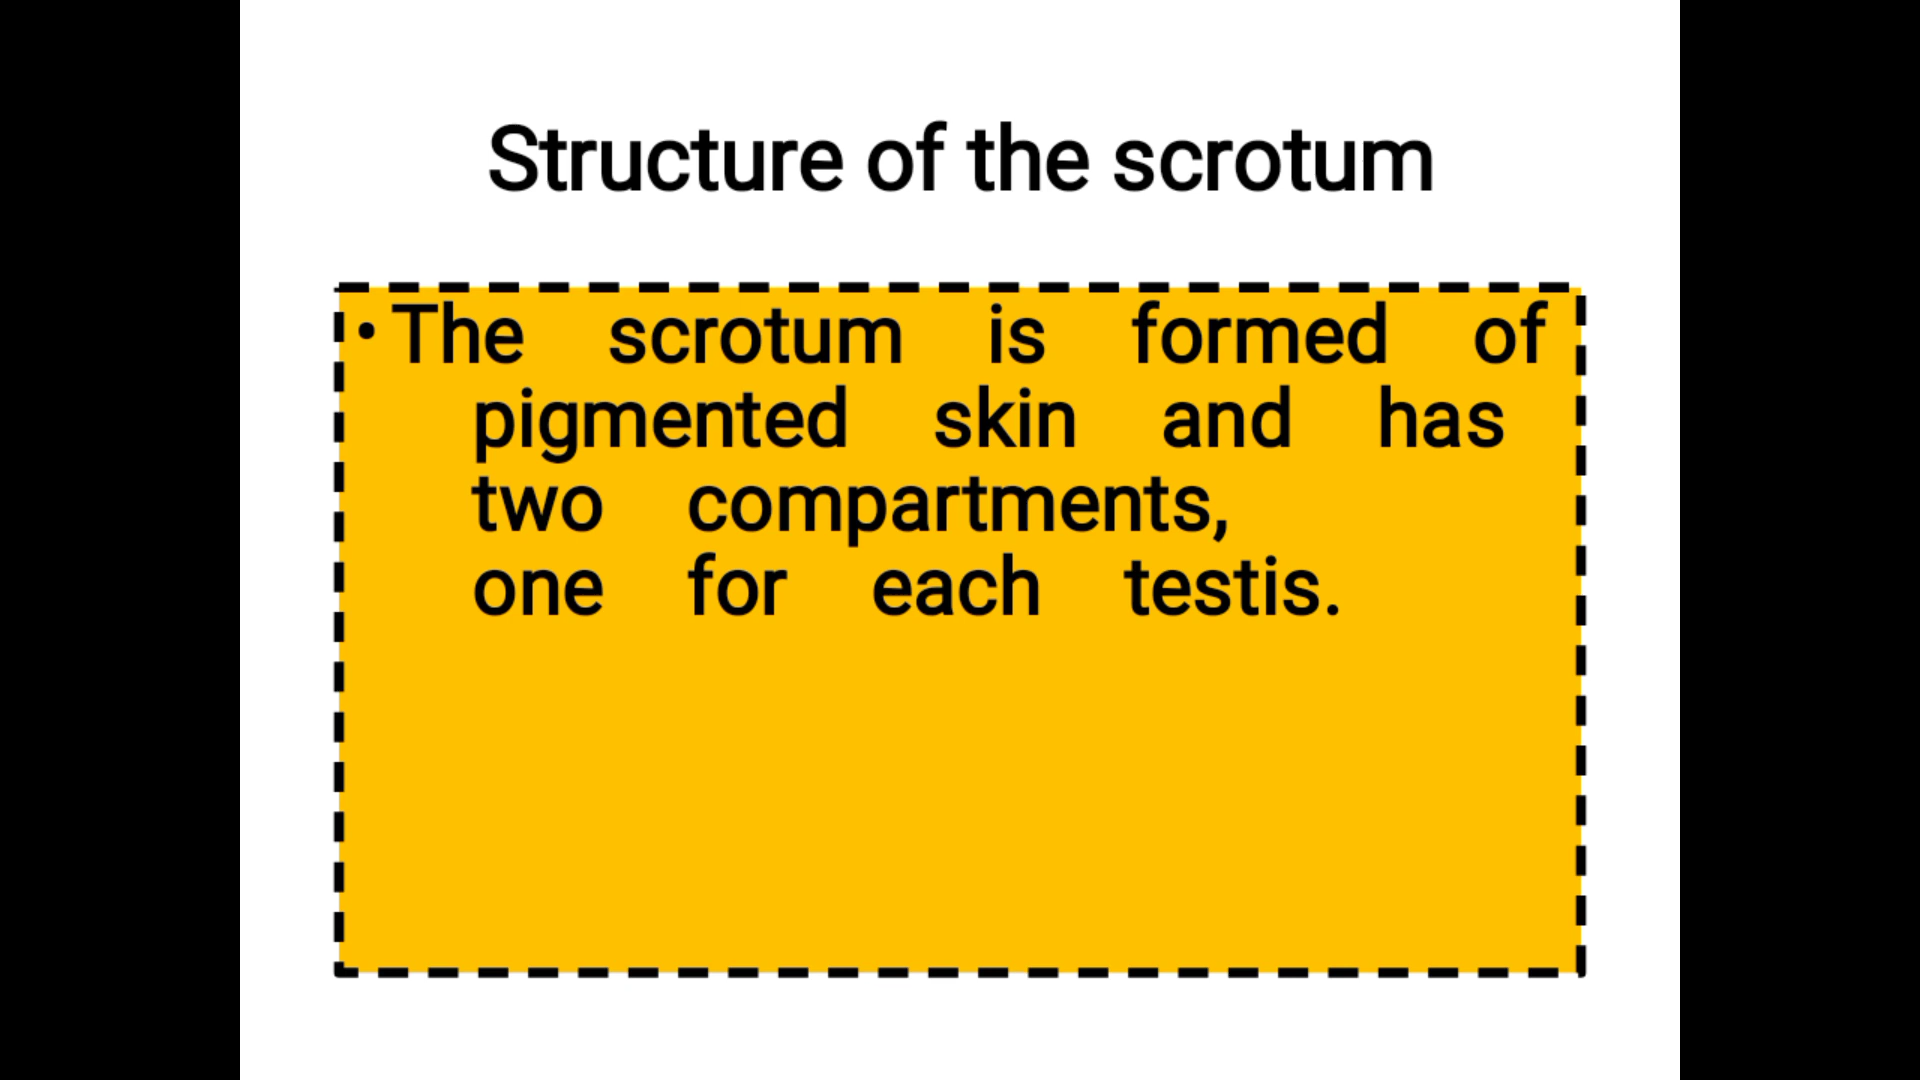 Structure of the scrotum
• The scrotum is formed of
pigmented skin and has
two compartments,
one for each testis.